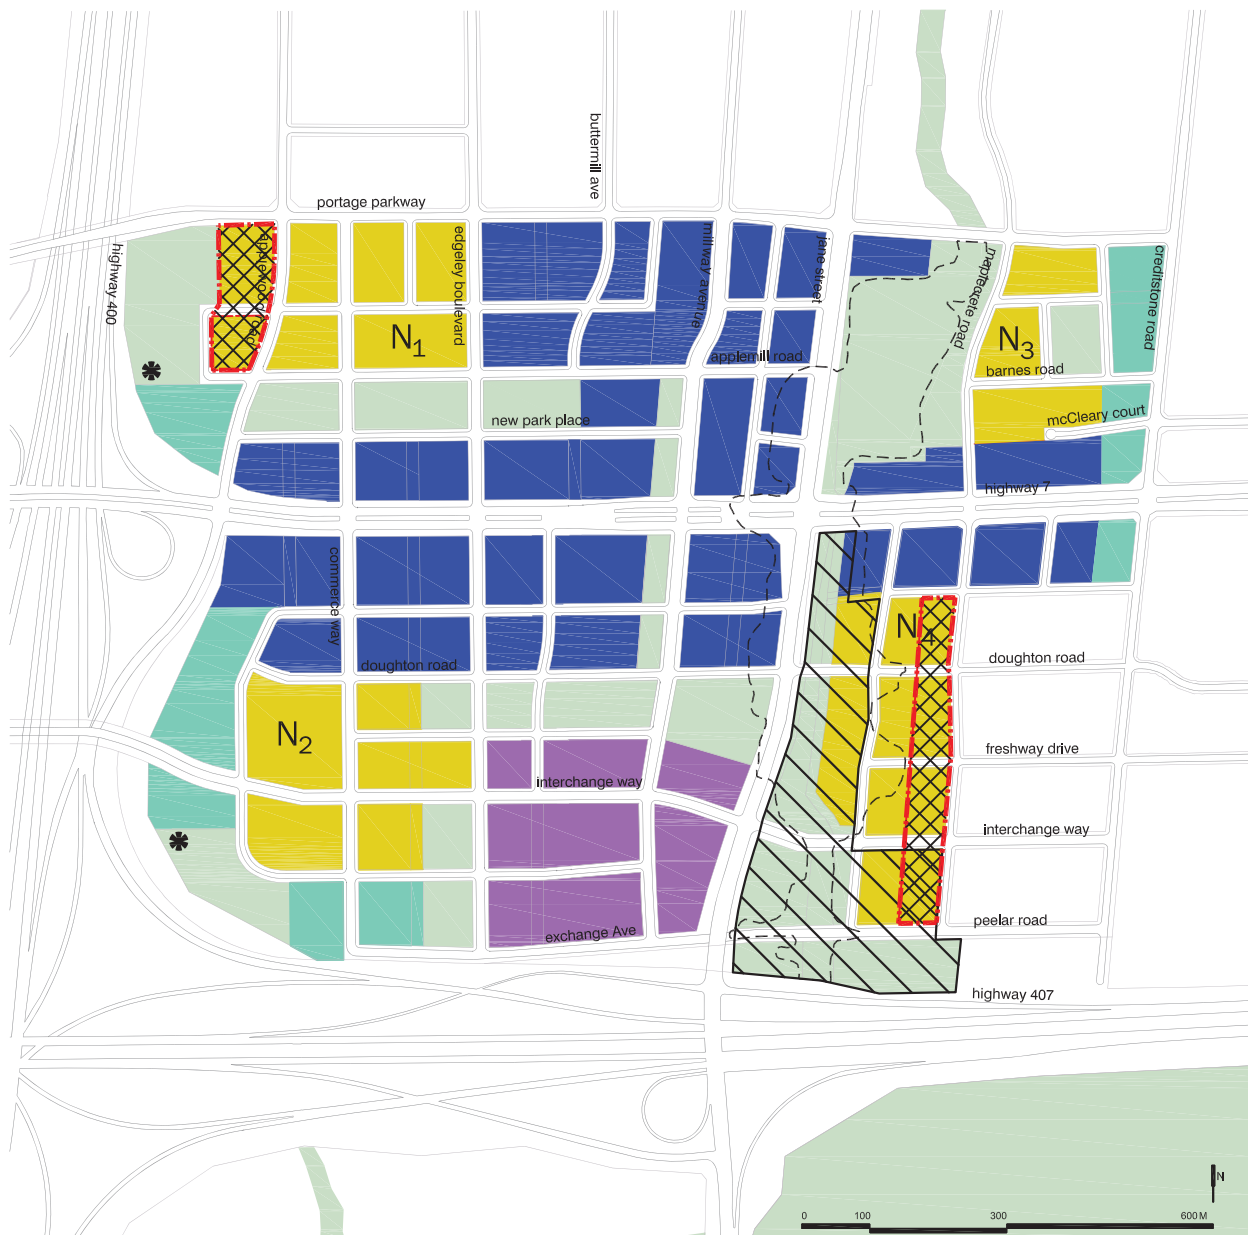 buttermill ave
portage parkway
highway 400
applewood road
edgeley boulevard
millway avenue
jane street
maplecrete road
creditstone road
N1
N3
applemill road
barnes road
new park place
mcCleary court
highway 7
commerce way
N4
doughton road
doughton road
N2
freshway drive
interchange way
interchange way
peelar road
exchange Ave
highway 407
N
0 100 300 600 M